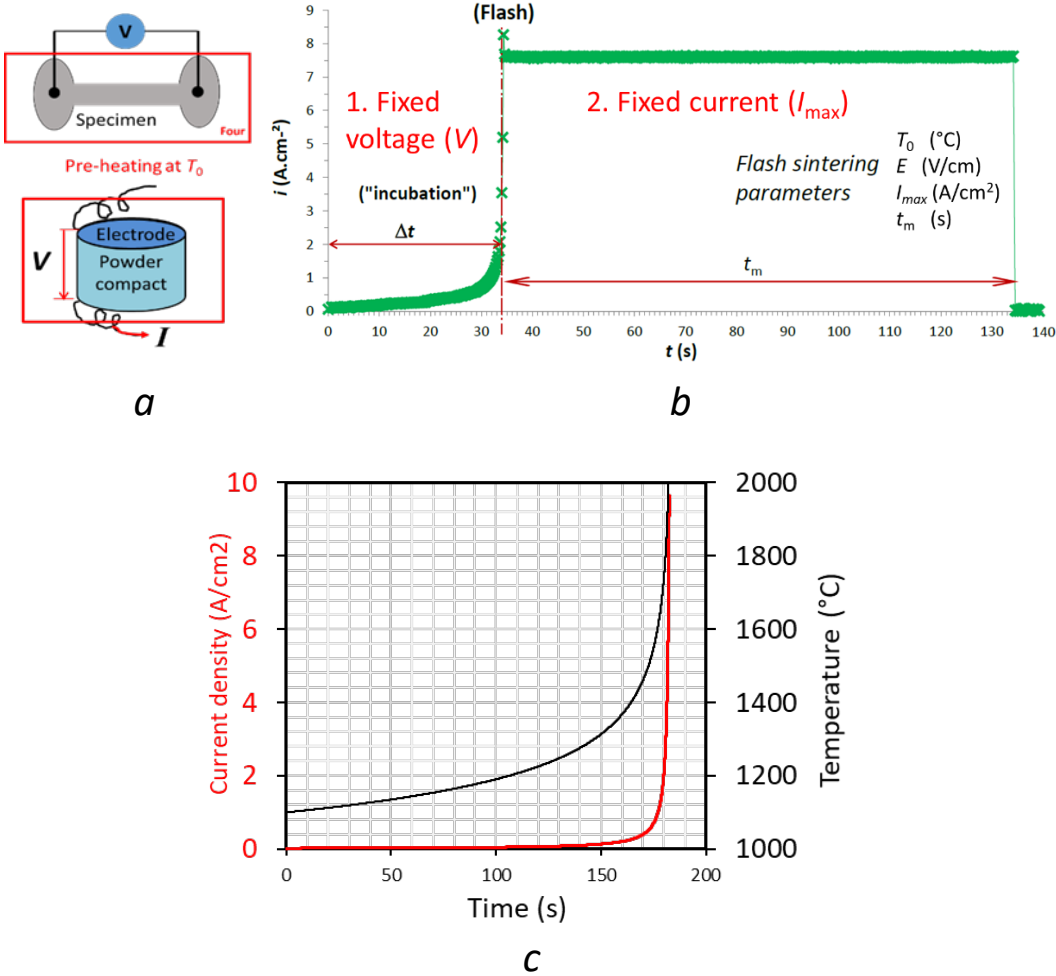 V
Specimen
Four
Pre-heating at T0
Electrode
Powder
compact
V
I
a
(Flash)
i (A.cm-2)
9
8
7
6
5
4
3
2
1
0
1. Fixed
voltage (V)
("incubation")
Δt
2. Fixed current (Imax)
Flash sintering
parameters
T0 (°C)
E (V/cm)
Imax (A/cm2)
tm (s)
tm
0 10 20 30 40 50 60 70 80 90 100 110 120 130 140
t (s)
b
Current density (A/cm2)
10
8
6
4
2
0
2000
1800
1600
1400
1200
1000
Temperature (°C)
0 50 100 150 200
Time (s)
c